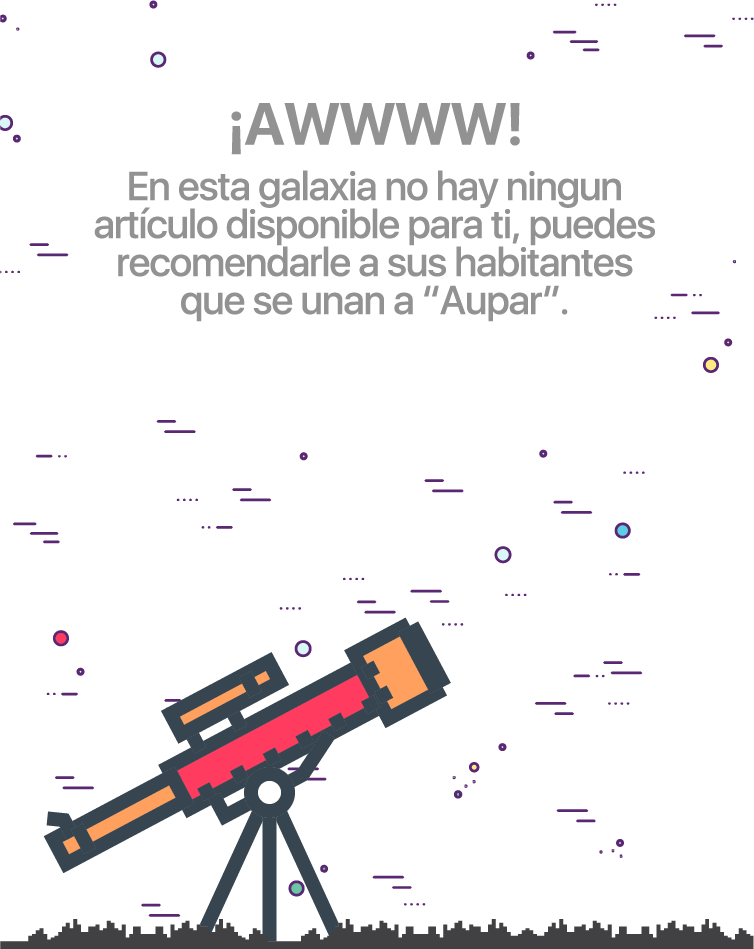 ¡AWWWW!
En esta galaxia no hay ningun
artículo disponible para ti, puedes
recomendarle a sus habitantes
que se unan a “Aupar”.